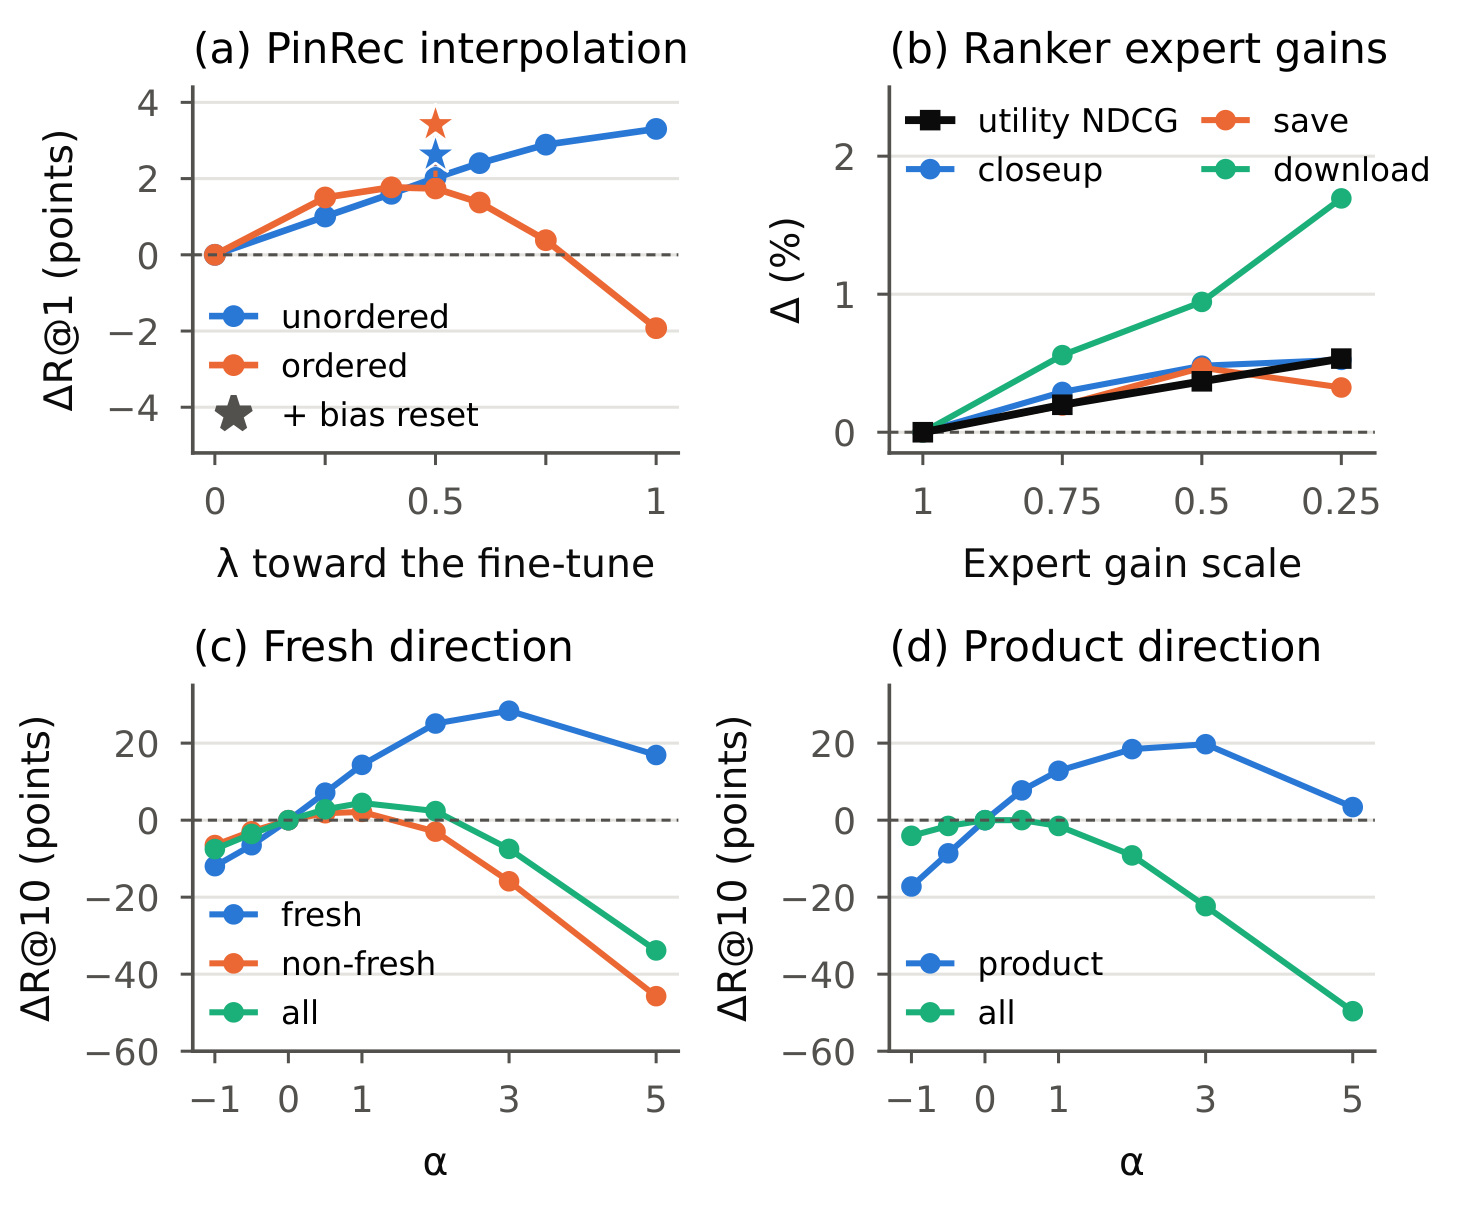 (a) PinRec interpolation
ΔR@1 (points)
4
2
0
−2
−4
unordered
ordered
+ bias reset
0 0.5 1
λ toward the fine-tune
(b) Ranker expert gains
Δ (%)
2
1
0
utility NDCG save
closeup download
1 0.75 0.5 0.25
Expert gain scale
(c) Fresh direction
ΔR@10 (points)
20
0
−20
−40
−60
fresh
non-fresh
all
−1 0 1 3 5
α
(d) Product direction
ΔR@10 (points)
20
0
−20
−40
−60
product
all
−1 0 1 3 5
α